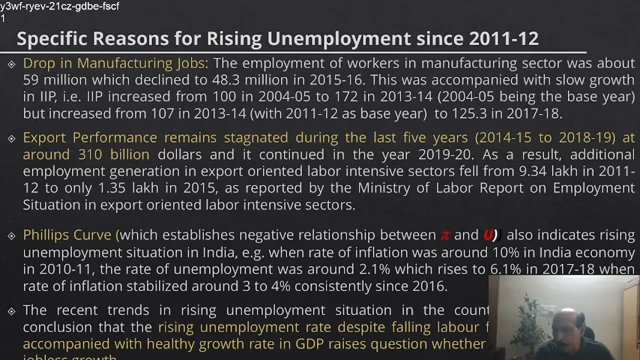 y3wf-ryev-21cz-gdbe-fscf
1
Specific Reasons for Rising Unemployment since 2011-12
Drop in Manufacturing Jobs: The employment of workers in manufacturing sector was about
59 million which declined to 48.3 million in 2015-16. This was accompanied with slow growth
in IIP, i.e. IIP increased from 100 in 2004-05 to 172 in 2013-14 (2004-05 being the base year)
but increased from 107 in 2013-14 (with 2011-12 as base year) to 125.3 in 2017-18.
Export Performance remains stagnated during the last five years (2014-15 to 2018-19) at
around 310 billion dollars and it continued in the year 2019-20. As a result, additional
employment generation in export oriented labor intensive sectors fell from 9.34 lakh in 2011-
12 to only 1.35 lakh in 2015, as reported by the Ministry of Labor Report on Employment
Situation in export oriented labor intensive sectors.
Phillips Curve (which establishes negative relationship between π and U) also indicates rising
unemployment situation in India, e.g. when rate of inflation was around 10% in India economy
in 2010-11, the rate of unemployment was around 2.1% which rises to 6.1% in 2017-18 when
rate of inflation stabilized around 3 to 4% consistently since 2016.
The recent trends in rising unemployment situation in the
conclusion that the rising unemployment rate despite falling labour
accompanied with healthy growth rate in GDP raises question whether
jobless growth